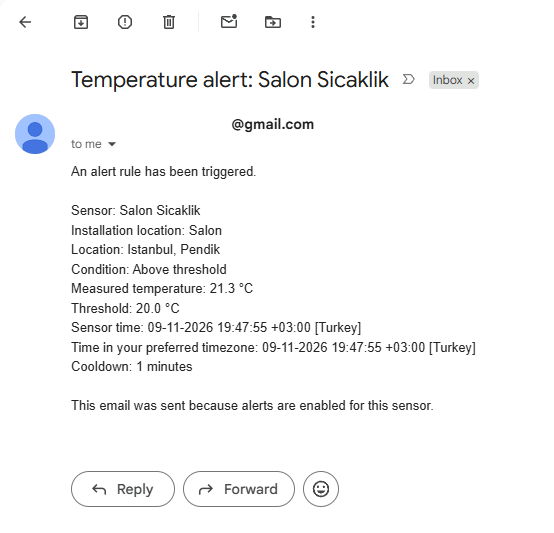 Temperature alert: Salon Sicaklik
Inbox ×
@gmail.com
to me
An alert rule has been triggered.
Sensor: Salon Sicaklik
Installation location: Salon
Location: Istanbul, Pendik
Condition: Above threshold
Measured temperature: 21.3 °C
Threshold: 20.0 °C
Sensor time: 09-11-2026 19:47:55 +03:00 [Turkey]
Time in your preferred timezone: 09-11-2026 19:47:55 +03:00 [Turkey]
Cooldown: 1 minutes
This email was sent because alerts are enabled for this sensor.
Reply
Forward